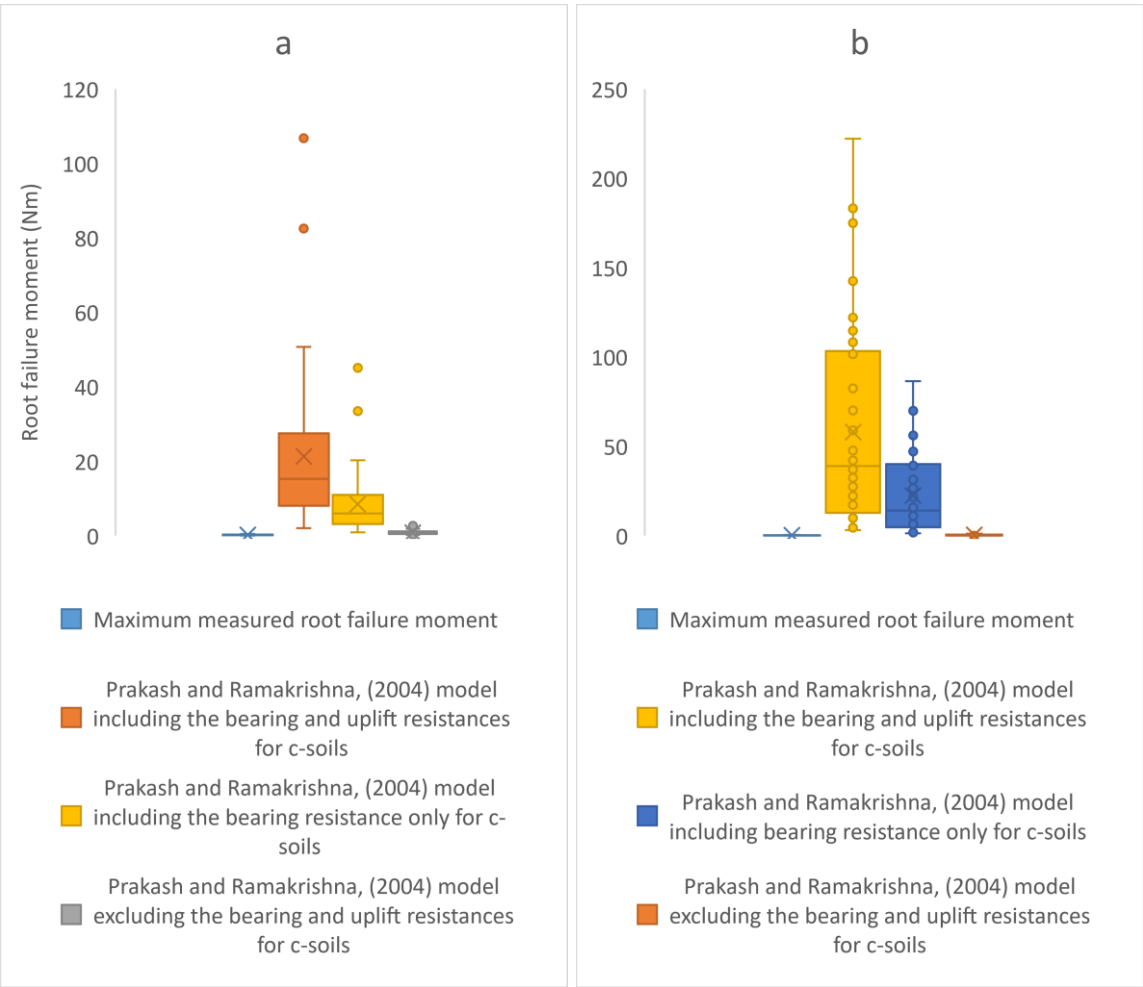 a
120
100
80
60
40
20
0
Root failure moment (Nm)
Maximum measured root failure moment
Prakash and Ramakrishna, (2004) model
including the bearing and uplift resistances
for c-soils
Prakash and Ramakrishna, (2004) model
including the bearing resistance only for c-
soils
Prakash and Ramakrishna, (2004) model
excluding the bearing and uplift resistances
for c-soils
b
250
200
150
100
50
0
Maximum measured root failure moment
Prakash and Ramakrishna, (2004) model
including the bearing and uplift resistances
for c-soils
Prakash and Ramakrishna, (2004) model
including bearing resistance only for c-soils
Prakash and Ramakrishna, (2004) model
excluding the bearing and uplift resistances
for c-soils